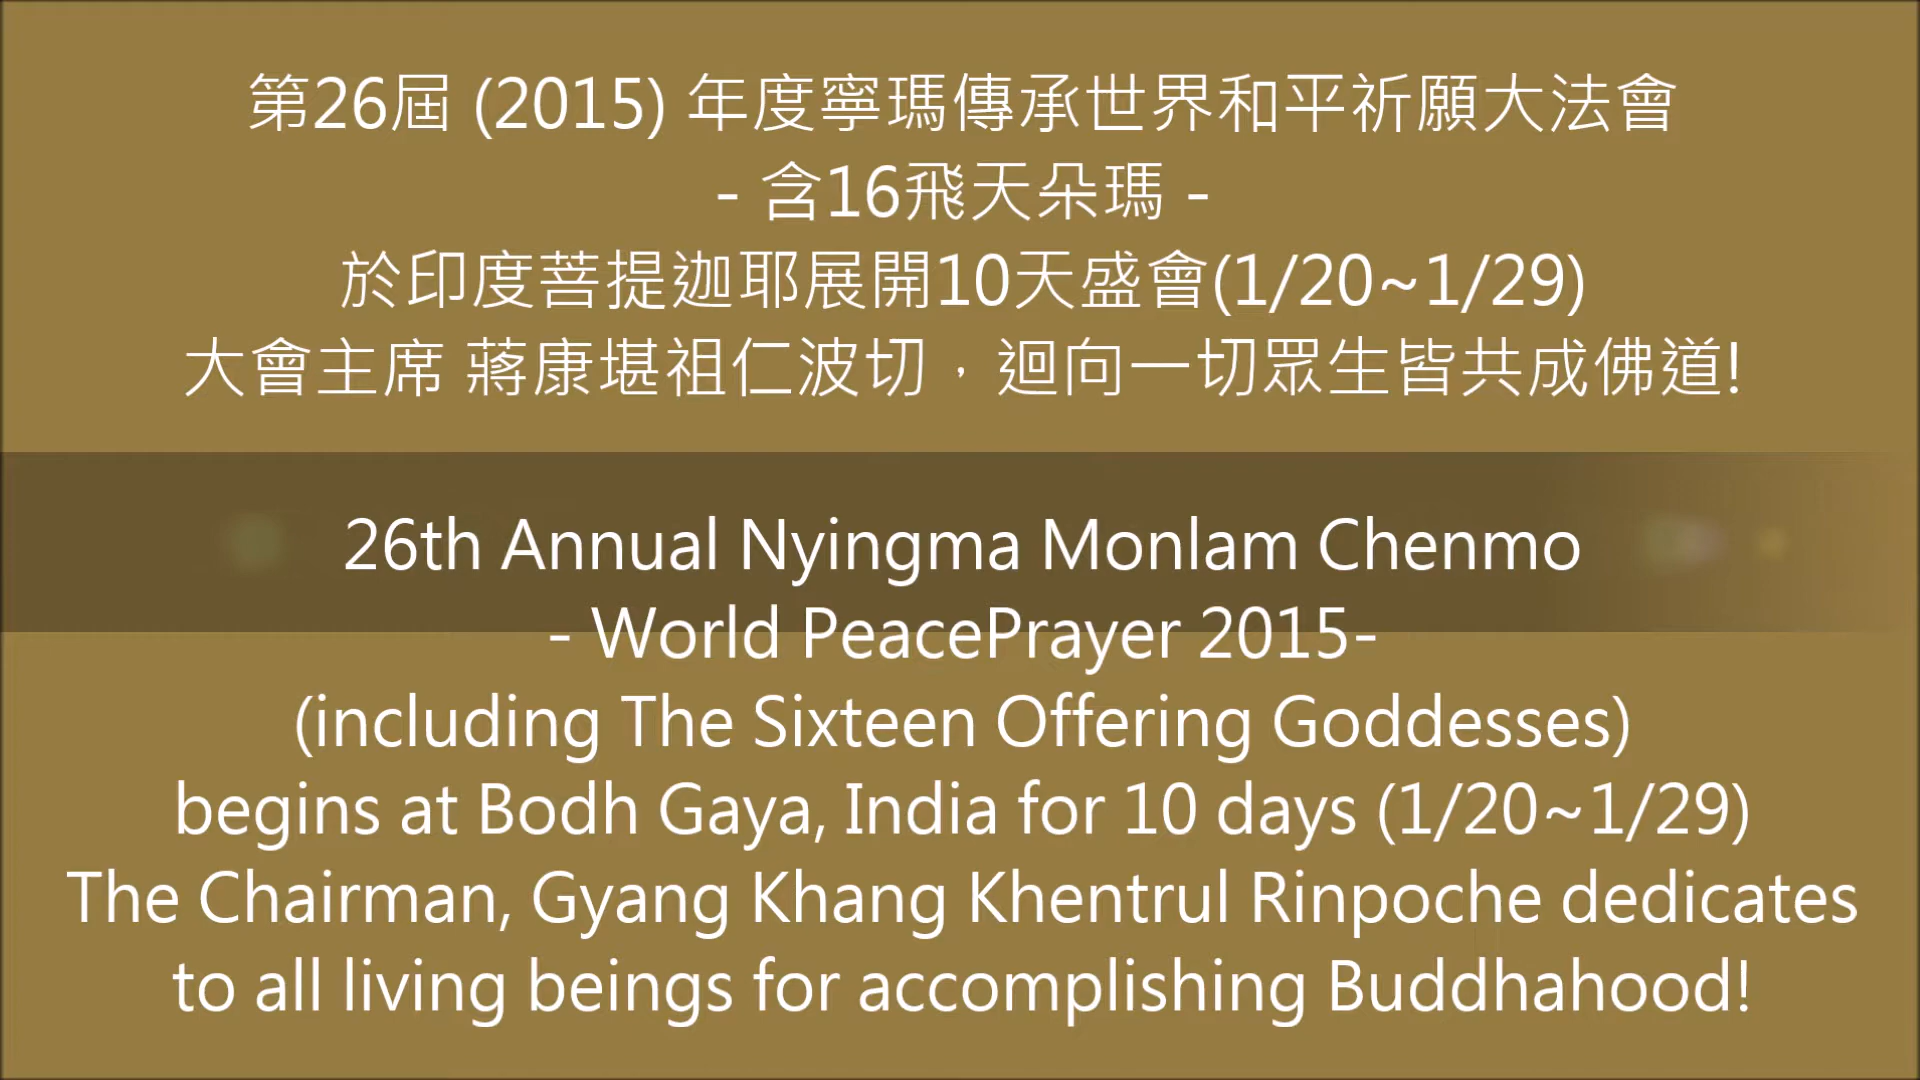 第26屆 (2015) 年度寧瑪傳承世界和平祈願大法會
- 含16飛天朵瑪 -
於印度菩提迦耶展開10天盛會(1/20~1/29)
大會主席 蔣康堪祖仁波切，迴向一切眾生皆共成佛道!
26th Annual Nyingma Monlam Chenmo
- World PeacePrayer 2015-
(including The Sixteen Offering Goddesses)
begins at Bodh Gaya, India for 10 days (1/20~1/29)
The Chairman, Gyang Khang Khentrul Rinpoche dedicates
to all living beings for accomplishing Buddhahood!